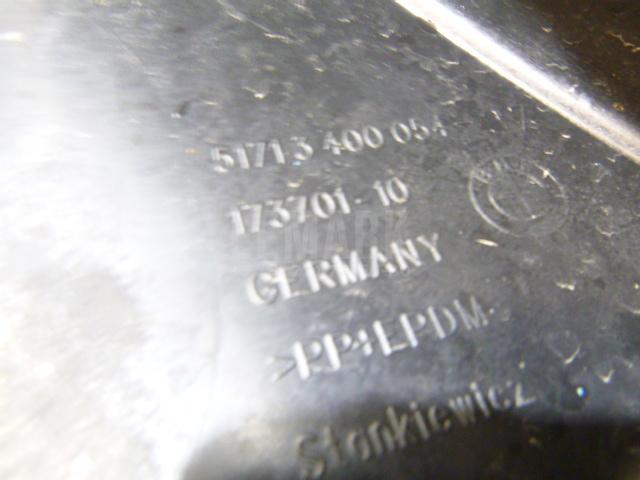 51713 400 054
173701-10
GERMANY
>PP+EPDM
Stankiewicz